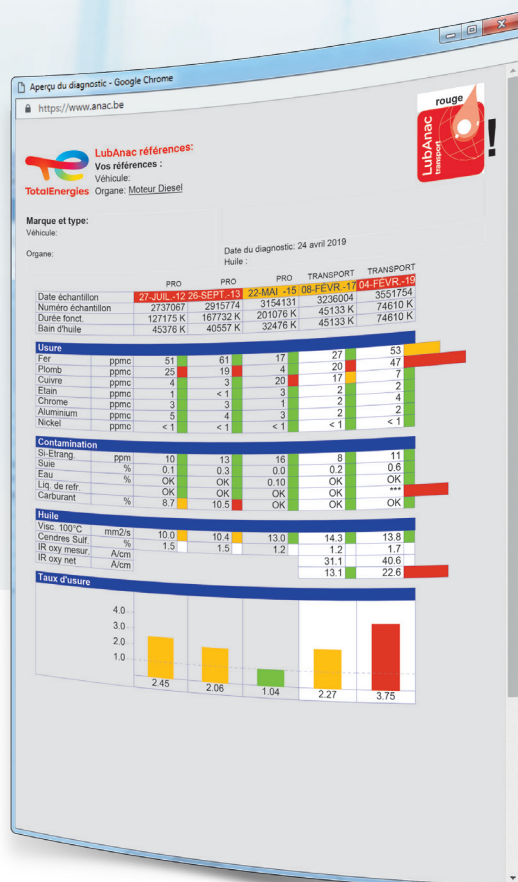 Aperçu du diagnostic - Google Chrome
https://www.anac.be
rouge
LubAnac transport
!
TotalEnergies
LubAnac références:
Vos références :
Véhicule:
Organe: Moteur Diesel
Marque et type:
Véhicule:
Organe:
Date du diagnostic: 24 avril 2019
Huile :
PRO PRO PRO TRANSPORT TRANSPORT
Date échantillon 27-JUIL.-12 26-SEPT.-13 22-MAI -15 08-FÉVR.-17 04-FÉVR.-19
Numéro échantillon 2737067 2915774 3154131 3236004 3551754
Durée fonct. 127175 K 167732 K 201076 K 45133 K 74610 K
Bain d'huile 45376 K 40557 K 32476 K 45133 K 74610 K
Usure
Fer ppmc 51 61 17 27 53
Plomb ppmc 25 19 4 20 47
Cuivre ppmc 4 3 20 17 7
Etain ppmc 1 < 1 3 2 2
Chrome ppmc 3 3 1 2 4
Aluminium ppmc 5 4 3 2 2
Nickel ppmc < 1 < 1 < 1 < 1 < 1
Contamination
Si-Etrang. ppm 10 13 16 8 11
Suie % 0.1 0.3 0.0 0.2 0.6
Eau % OK OK 0.10 OK OK
Liq. de refr. OK OK OK OK ***
Carburant % 8.7 10.5 OK OK OK
Huile
Visc. 100°C mm2/s 10.0 10.4 13.0 14.3 13.8
Cendres Sulf. % 1.5 1.5 1.2 1.2 1.7
IR oxy mesur. A/cm 31.1 40.6
IR oxy net A/cm 13.1 22.6
Taux d'usure
4.0
3.0
2.0
1.0
2.45 2.06 1.04 2.27 3.75